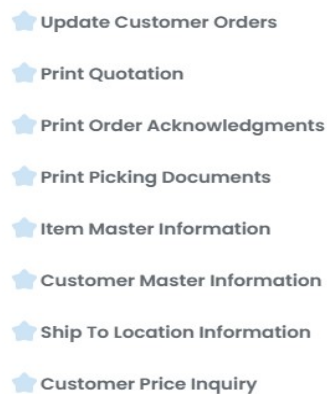 Update Customer Orders
Print Quotation
Print Order Acknowledgments
Print Picking Documents
Item Master Information
Customer Master Information
Ship To Location Information
Customer Price Inquiry